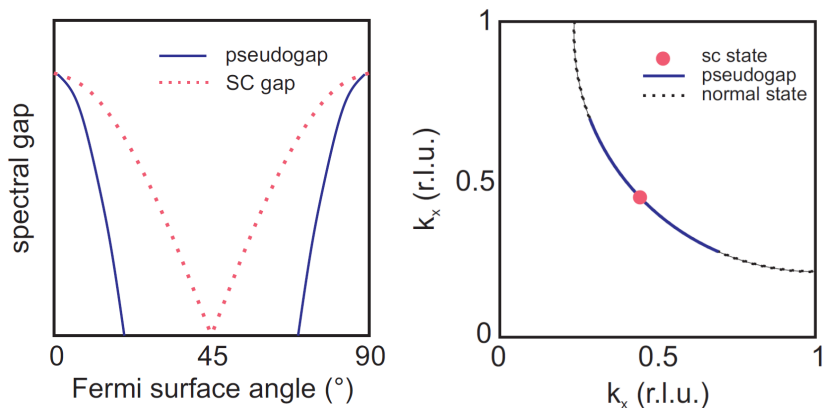 spectral gap
pseudogap
SC gap
0
45
90
Fermi surface angle (°)
k_x (r.l.u.)
1
0.5
0
sc state
pseudogap
normal state
0
0.5
1
k_x (r.l.u.)